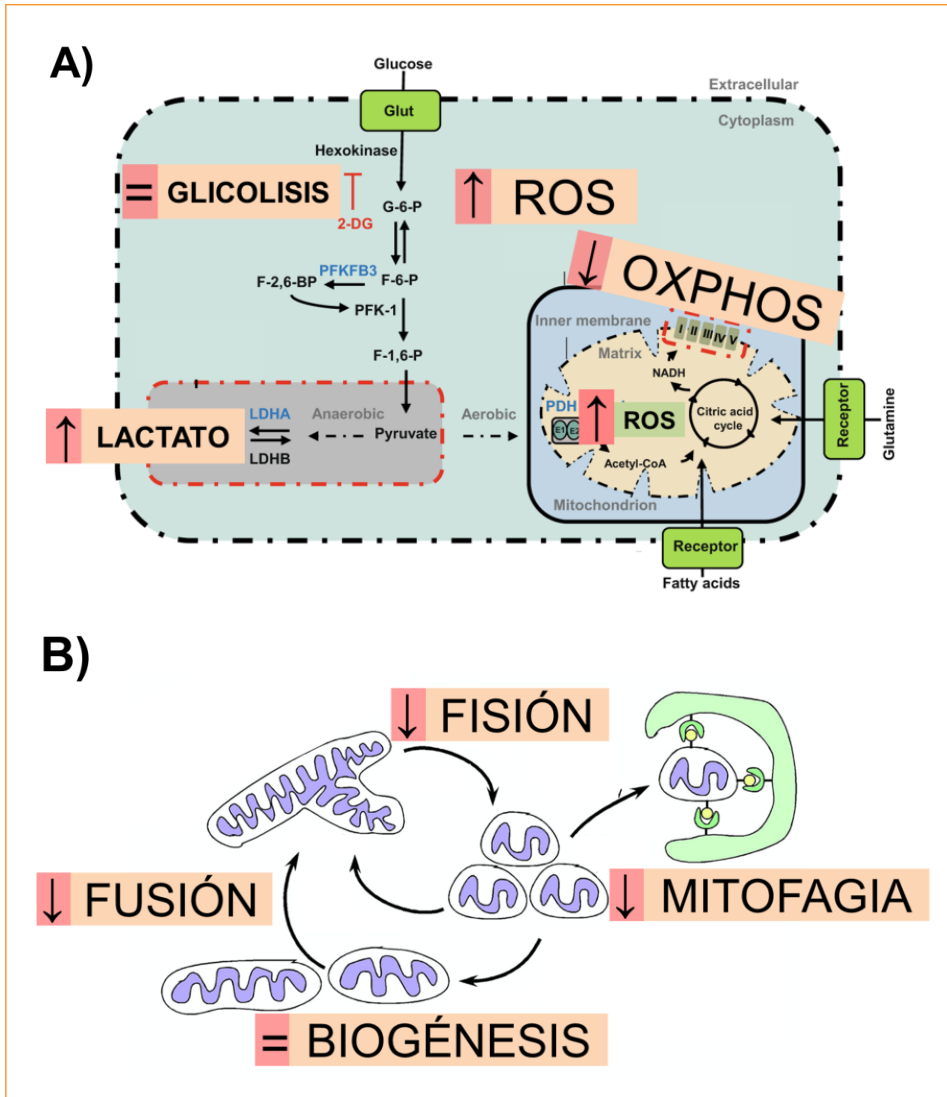 A)
Glucose
Extracellular
Glut
Cytoplasm
Hexokinase
= GLICOLISIS
2-DG
G-6-P
↑ ROS
↓ OXPHOS
F-2,6-BP
PFKFB3
F-6-P
PFK-1
F-1,6-P
Inner membrane
Matrix
I II III IV V
NADH
PDH
E1 E2
↑ ROS
Citric acid
cycle
Acetyl-CoA
Mitochondrion
Receptor
Glutamine
↑ LACTATO
LDHA
LDHB
Anaerobic
Pyruvate
Aerobic
Receptor
Fatty acids
B)
↓ FISIÓN
↓ FUSIÓN
↓ MITOFAGIA
= BIOGÉNESIS